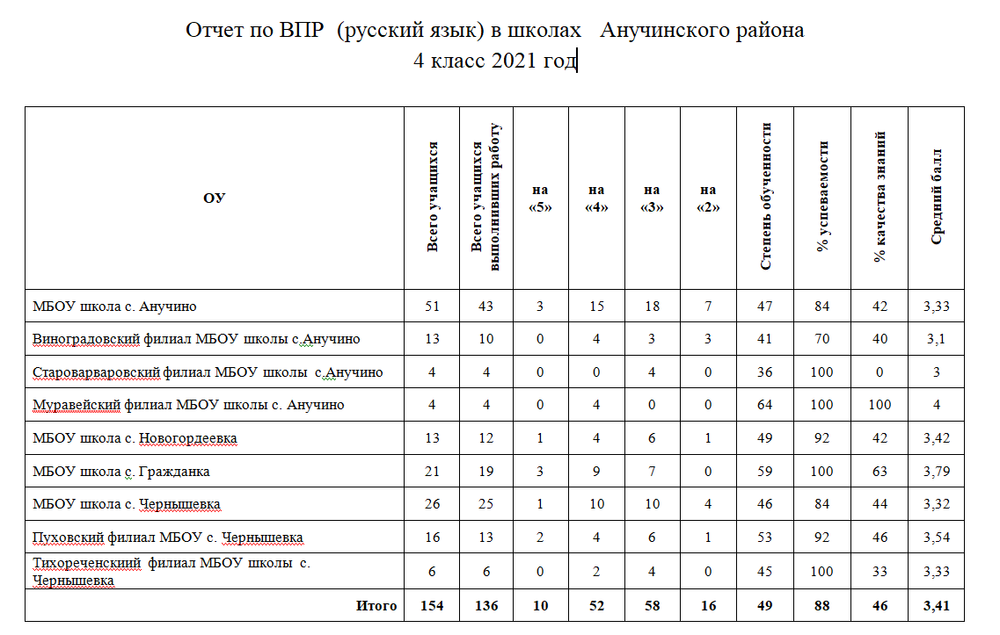 Отчет по ВПР (русский язык) в школах Анучинского района
4 класс 2021 год
ОУ Всего учащихся Всего учащихся выполнивших работу на «5» на «4» на «3» на «2» Степень обученности % успеваемости % качества знаний Средний балл
МБОУ школа с. Анучино 51 43 3 15 18 7 47 84 42 3,33
Виноградовский филиал МБОУ школы с.Анучино 13 10 0 4 3 3 41 70 40 3,1
Староварваровский филиал МБОУ школы с.Анучино 4 4 0 0 4 0 36 100 0 3
Муравейский филиал МБОУ школы с. Анучино 4 4 0 4 0 0 64 100 100 4
МБОУ школа с. Новогордеевка 13 12 1 4 6 1 49 92 42 3,42
МБОУ школа с. Гражданка 21 19 3 9 7 0 59 100 63 3,79
МБОУ школа с. Чернышевка 26 25 1 10 10 4 46 84 44 3,32
Пуховский филиал МБОУ с. Чернышевка 16 13 2 4 6 1 53 92 46 3,54
Тихореченскиий филиал МБОУ школы с.
Чернышевка 6 6 0 2 4 0 45 100 33 3,33
Итого 154 136 10 52 58 16 49 88 46 3,41